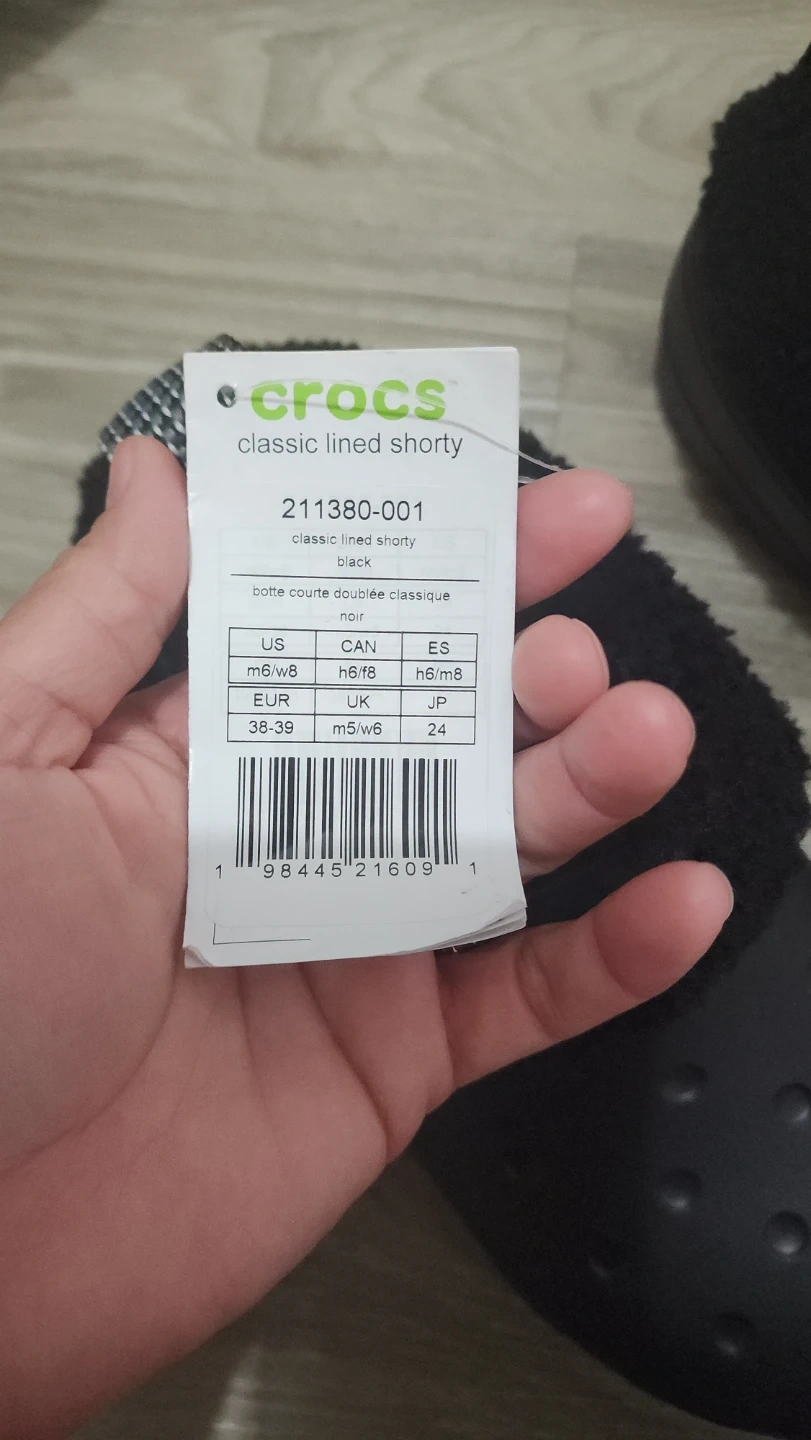 crocs
classic lined shorty
211380-001
classic lined shorty
black
botte courte doublée classique
noir
US CAN ES
m6/w8 h6/f8 h6/m8
EUR UK JP
38-39 m5/w6 24
1 98445 21609 1